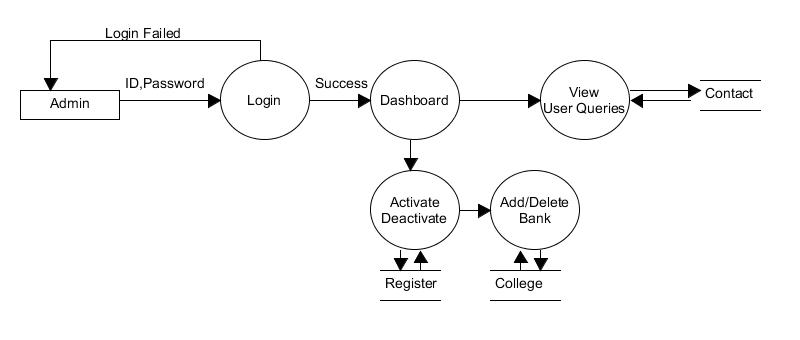 Login Failed
ID,Password
Success
Admin
Login
Dashboard
View
User Queries
Contact
Activate
Deactivate
Add/Delete
Bank
Register
College